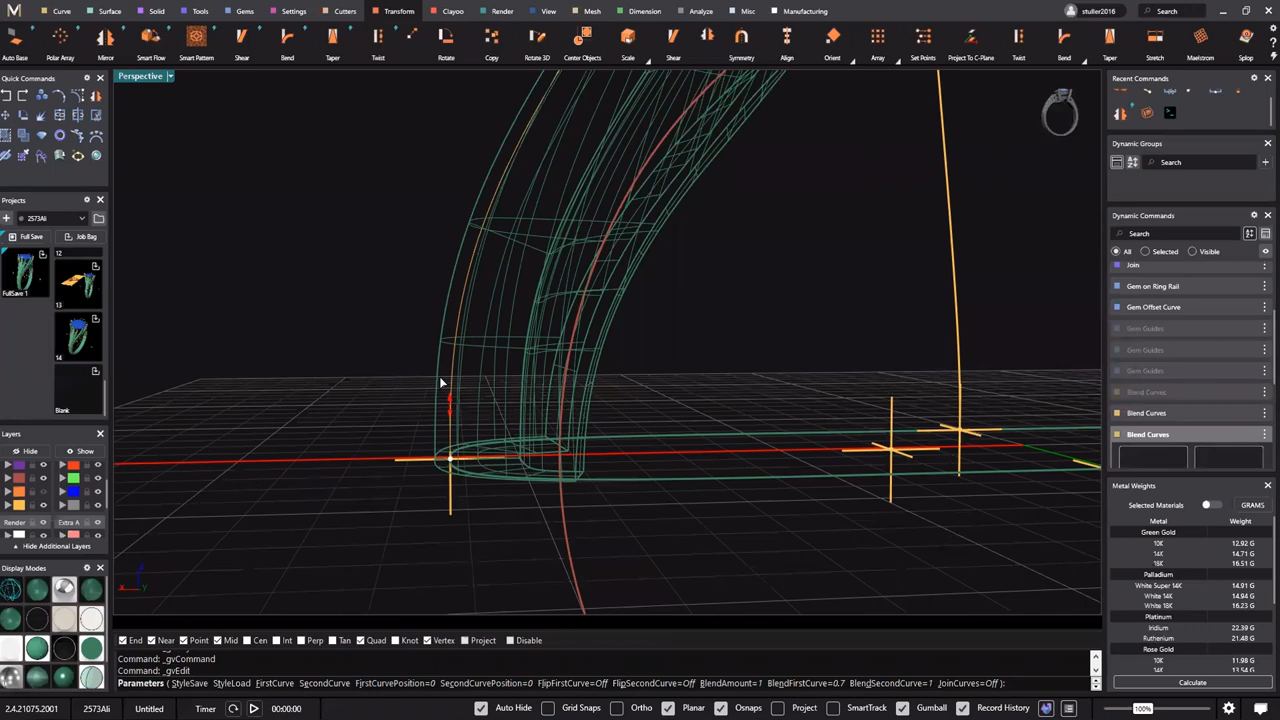 Curve Surface Solid Tools Gems Settings Cutters Transform Clayoo Render View Mesh Dimension Analyze Misc Manufacturing stuller2016 Search
Auto Base Polar Array Mirror Smart Flow Smart Pattern Shear Bend Taper Twist Rotate Copy Rotate 3D Center Objects Scale Shear Symmetry Align Orient Array Set Points Project To C-Plane Twist Bend Taper Stretch Maelstrom Splop
Quick Commands
Perspective
Recent Commands
Dynamic Groups
Search
Projects
2573Ali
Full Save Job Bag
FullSave 1
12
13
14
Blank
Dynamic Commands
Search
All Selected Visible
Join
Gem on Ring Rail
Gem Offset Curve
Gem Guides
Gem Guides
Gem Guides
Blend Curves
Blend Curves
Blend Curves
Layers
Hide Show
Render Extra A
Hide Additional Layers
Display Modes
Metal Weights
Selected Materials GRAMS
Metal Weight
Green Gold
10K 12.92 G
14K 14.71 G
18K 16.51 G
Palladium
White Super 14K 14.91 G
White 14K 14.94 G
White 18K 16.23 G
Platinum
Iridium 22.39 G
Ruthenium 21.48 G
Rose Gold
10K 11.98 G
14K 13.54 G
Calculate
x y
End Near Point Mid Cen Int Perp Tan Quad Knot Vertex Project Disable
Command: _gvCommand
Command: _gvEdit
Parameters ( StyleSave StyleLoad FirstCurve SecondCurve FirstCurvePosition=0 SecondCurvePosition=0 FlipFirstCurve=Off FlipSecondCurve=Off BlendAmount=1 BlendFirstCurve=0.7 BlendSecondCurve=1 JoinCurves=Off ):
2.4.21075.2001 2573Ali Untitled Timer 00:00:00 Auto Hide Grid Snaps Ortho Planar Osnaps Project SmartTrack Gumball Record History 100%